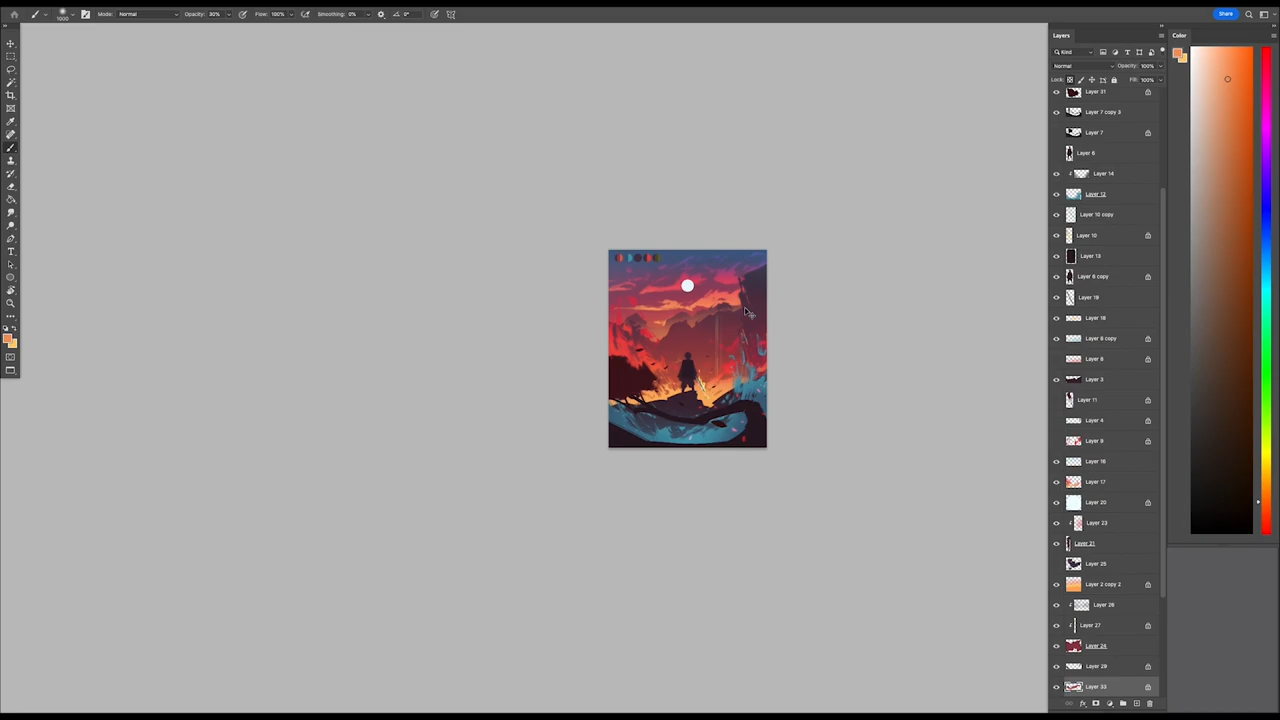 Mode: Normal Opacity: 30% Flow: 100% Smoothing: 0% 0° Share
1000
Layers Color
Kind
Normal Opacity: 100%
Lock: Fill: 100%
Layer 31
Layer 7 copy 3
Layer 7
Layer 6
Layer 14
Layer 12
Layer 10 copy
Layer 10
Layer 13
Layer 6 copy
Layer 19
Layer 18
Layer 8 copy
Layer 8
Layer 3
Layer 11
Layer 4
Layer 9
Layer 16
Layer 17
Layer 20
Layer 23
Layer 21
Layer 25
Layer 2 copy 2
Layer 26
Layer 27
Layer 24
Layer 29
Layer 33
fx